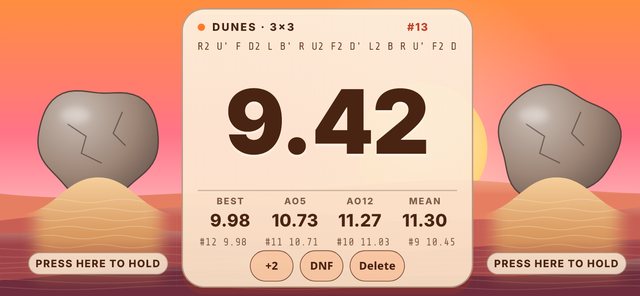 DUNES · 3×3 #13
R2 U' F D2 L B' R U2 F2 D' L2 B R U' F2 D
9.42
BEST AO5 AO12 MEAN
9.98 10.73 11.27 11.30
#12 9.98 #11 10.71 #10 11.03 #9 10.45
PRESS HERE TO HOLD
+2 DNF Delete
PRESS HERE TO HOLD